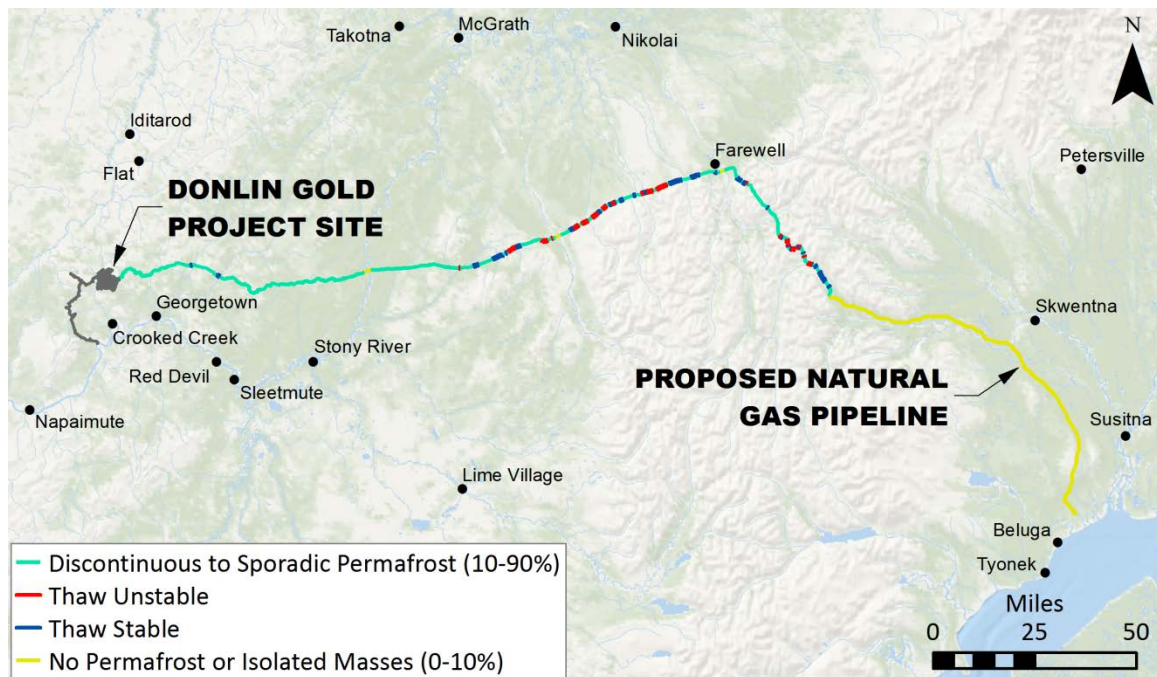 Takotna
McGrath
Nikolai
N
Iditarod
Flat
Farewell
Petersville
DONLIN GOLD
PROJECT SITE
Georgetown
Crooked Creek
Skwentna
Red Devil
Stony River
Sleetmute
PROPOSED NATURAL
GAS PIPELINE
Napaimute
Susitna
Lime Village
Beluga
Tyonek
Discontinuous to Sporadic Permafrost (10-90%)
Thaw Unstable
Thaw Stable
No Permafrost or Isolated Masses (0-10%)
Miles
0 25 50